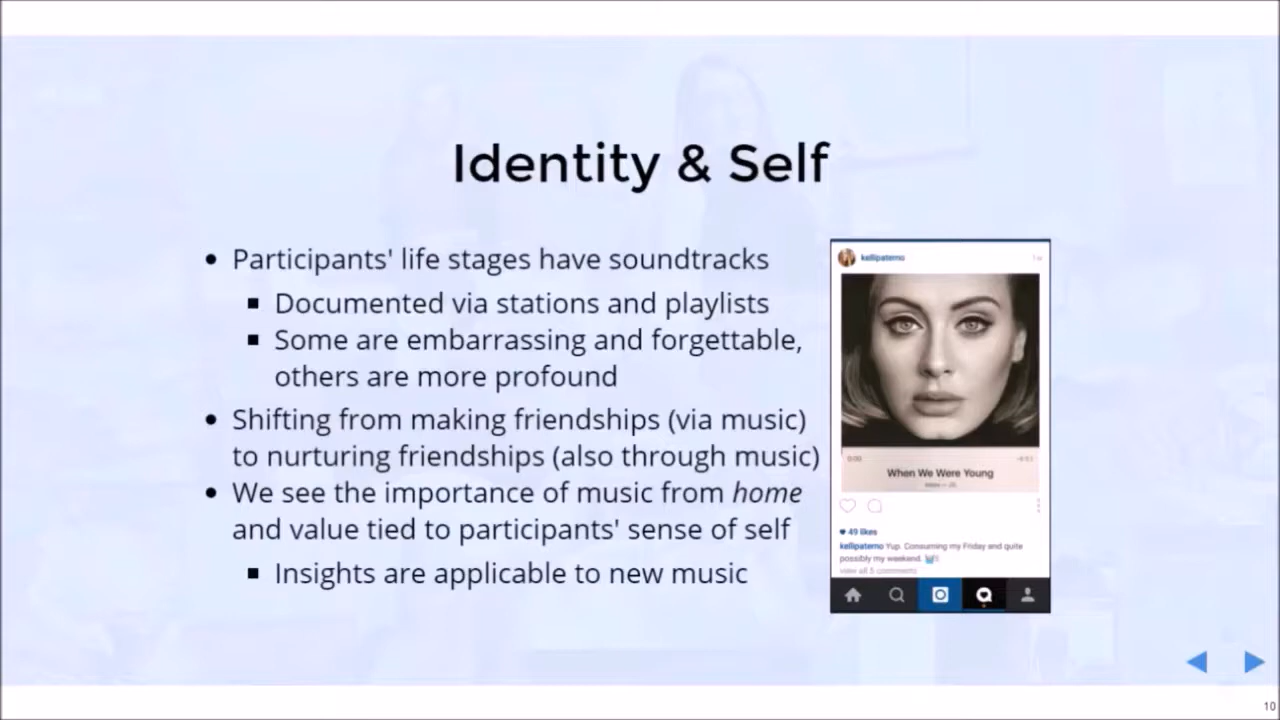 Identity & Self
Participants' life stages have soundtracks
Documented via stations and playlists
Some are embarrassing and forgettable,
others are more profound
Shifting from making friendships (via music)
to nurturing friendships (also through music)
We see the importance of music from home
and value tied to participants' sense of self
Insights are applicable to new music
kellipaterno
1w
0:00
When We Were Young
49 likes
kellipaterno Yup. Consuming my Friday and quite
possibly my weekend.
view all 5 comments
10